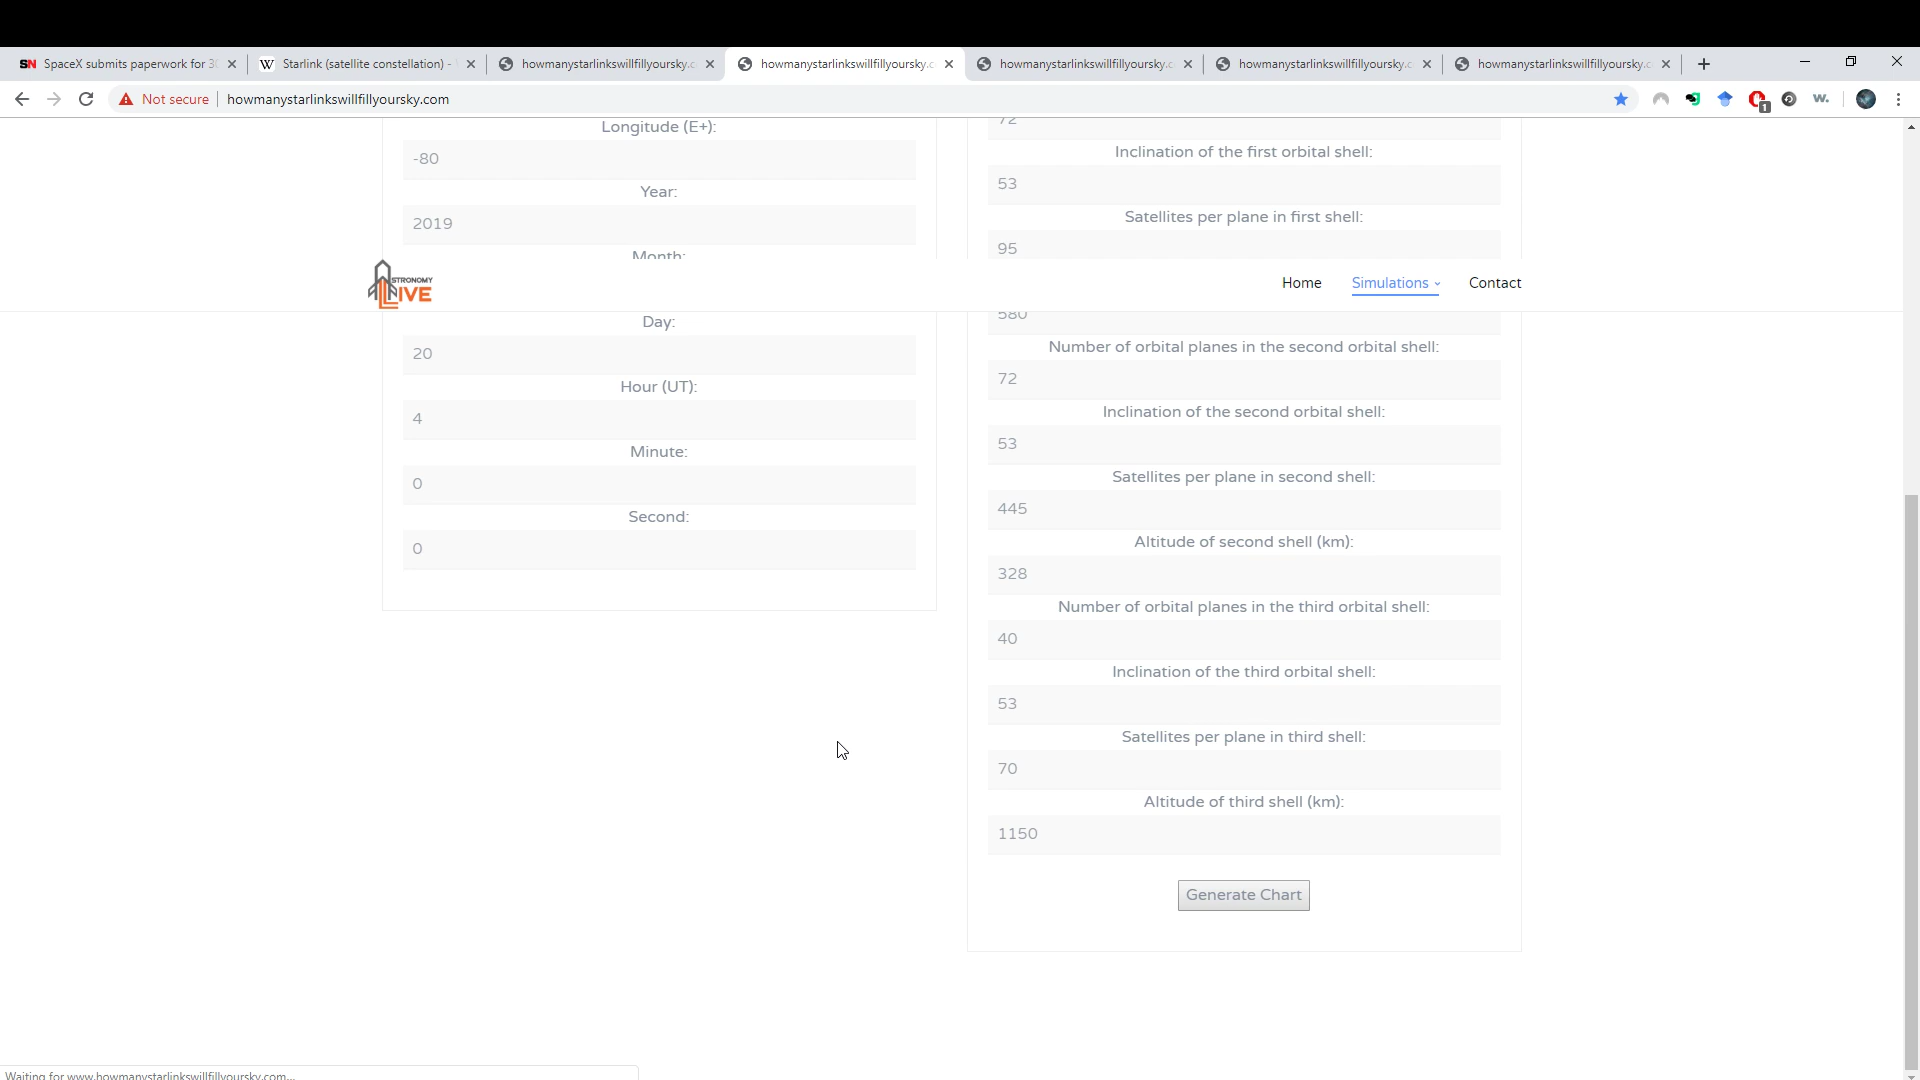 SpaceX submits paperwork for 30
Starlink (satellite constellation) -
howmanystarlinkswillfillyoursky.c
howmanystarlinkswillfillyoursky.c
howmanystarlinkswillfillyoursky.c
howmanystarlinkswillfillyoursky.c
howmanystarlinkswillfillyoursky.c
Not secure
howmanystarlinkswillfillyoursky.com
Longitude (E+):
-80
Year:
2019
Month:
ASTRONOMY
LIVE
Home
Simulations
Contact
Day:
20
Hour (UT):
4
Minute:
0
Second:
0
72
Inclination of the first orbital shell:
53
Satellites per plane in first shell:
95
580
Number of orbital planes in the second orbital shell:
72
Inclination of the second orbital shell:
53
Satellites per plane in second shell:
445
Altitude of second shell (km):
328
Number of orbital planes in the third orbital shell:
40
Inclination of the third orbital shell:
53
Satellites per plane in third shell:
70
Altitude of third shell (km):
1150
Generate Chart
Waiting for www.howmanystarlinkswillfillyoursky.com...